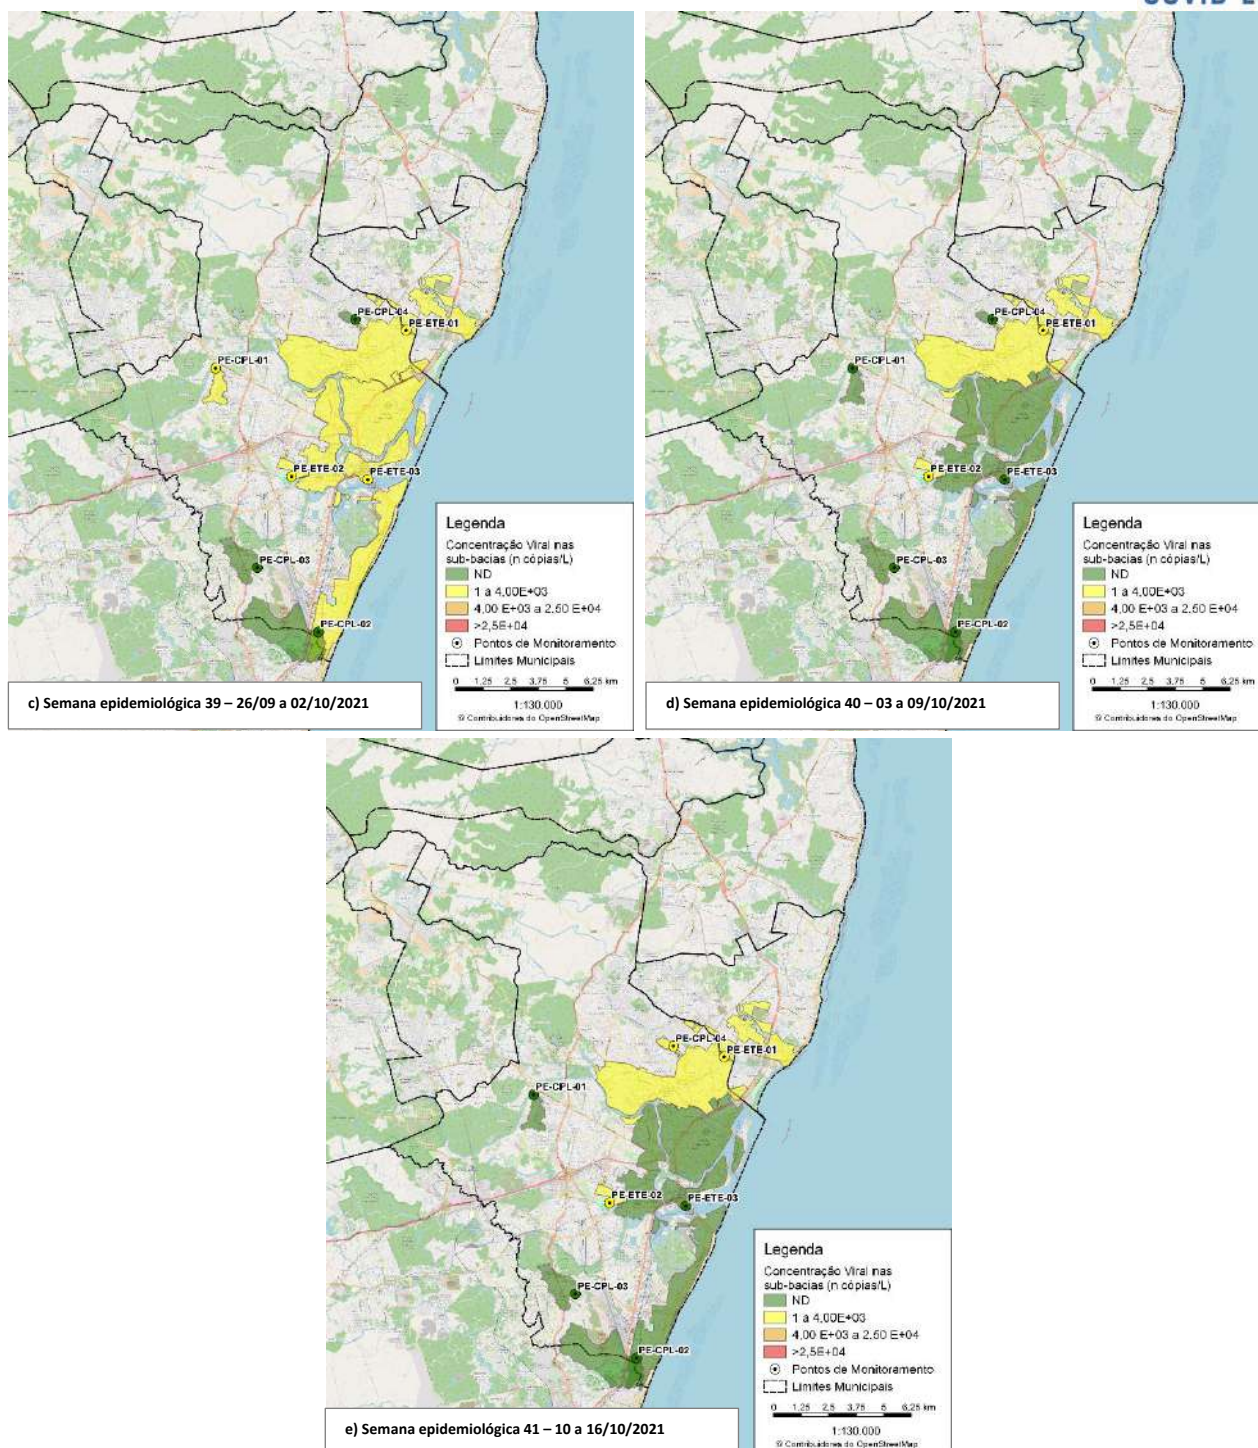 PE-CPL-04
PE-ETE-01
PE-CPL-01
PE-ETE-02
PE-ETE-03
PE-CPL-03
PE-CPL-02
Legenda
Concentração Viral nas
sub-bacias (n cópias/L)
ND
1 a 4,00E+03
4,00 E+03 a 2,50 E+04
>2,5E+04
Pontos de Monitoramento
Limites Municipais
0 1,25 2,5 3,75 5 6,25 km
1:130.000
© Contribuidores do OpenStreetMap
c) Semana epidemiológica 39 – 26/09 a 02/10/2021
PE-CPL-04
PE-ETE-01
PE-CPL-01
PE-ETE-02
PE-ETE-03
PE-CPL-03
PE-CPL-02
Legenda
Concentração Viral nas
sub-bacias (n cópias/L)
ND
1 a 4,00E+03
4,00 E+03 a 2,50 E+04
>2,5E+04
Pontos de Monitoramento
Limites Municipais
0 1,25 2,5 3,75 5 6,25 km
1:130.000
© Contribuidores do OpenStreetMap
d) Semana epidemiológica 40 – 03 a 09/10/2021
PE-CPL-04
PE-ETE-01
PE-CPL-01
PE-ETE-02
PE-ETE-03
PE-CPL-03
PE-CPL-02
Legenda
Concentração Viral nas
sub-bacias (n cópias/L)
ND
1 a 4,00E+03
4,00 E+03 a 2,50 E+04
>2,5E+04
Pontos de Monitoramento
Limites Municipais
0 1,25 2,5 3,75 5 6,25 km
1:130.000
© Contribuidores do OpenStreetMap
e) Semana epidemiológica 41 – 10 a 16/10/2021